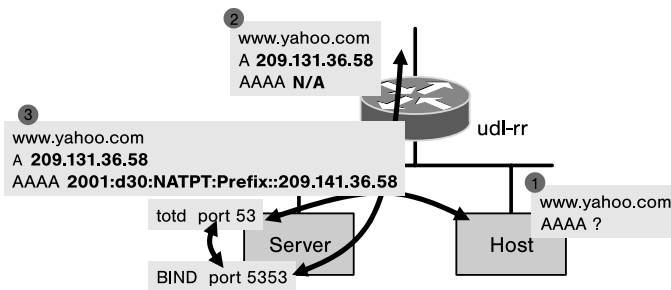 2
www.yahoo.com
A 209.131.36.58
AAAA N/A
udl-rr
3
www.yahoo.com
A 209.131.36.58
AAAA 2001:d30:NATPT:Prefix::209.141.36.58
1
www.yahoo.com
AAAA ?
totd port 53
Server
Host
BIND port 5353